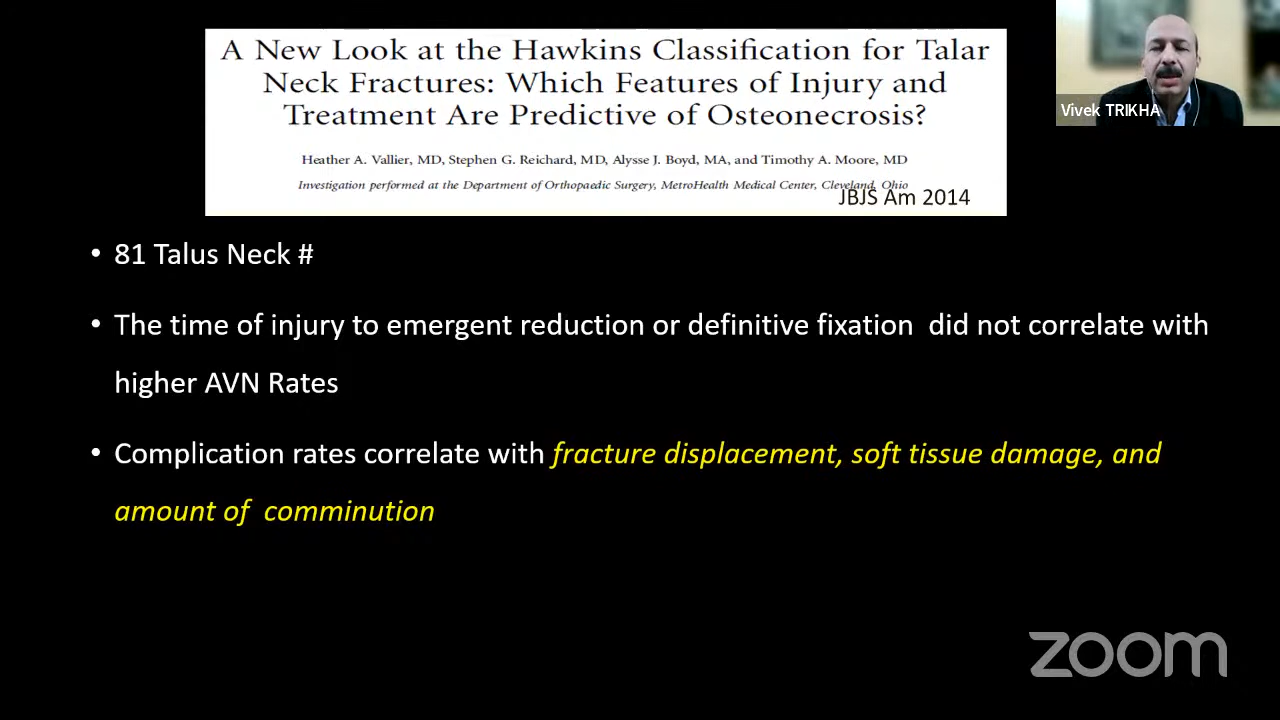 A New Look at the Hawkins Classification for Talar
Neck Fractures: Which Features of Injury and
Treatment Are Predictive of Osteonecrosis?
Heather A. Vallier, MD, Stephen G. Reichard, MD, Alysse J. Boyd, MA, and Timothy A. Moore, MD
Investigation performed at the Department of Orthopaedic Surgery, MetroHealth Medical Center, Cleveland, Ohio
JBJS Am 2014
Vivek TRIKHA
• 81 Talus Neck #
• The time of injury to emergent reduction or definitive fixation  did not correlate with
higher AVN Rates
• Complication rates correlate with fracture displacement, soft tissue damage, and
amount of  comminution
zoom